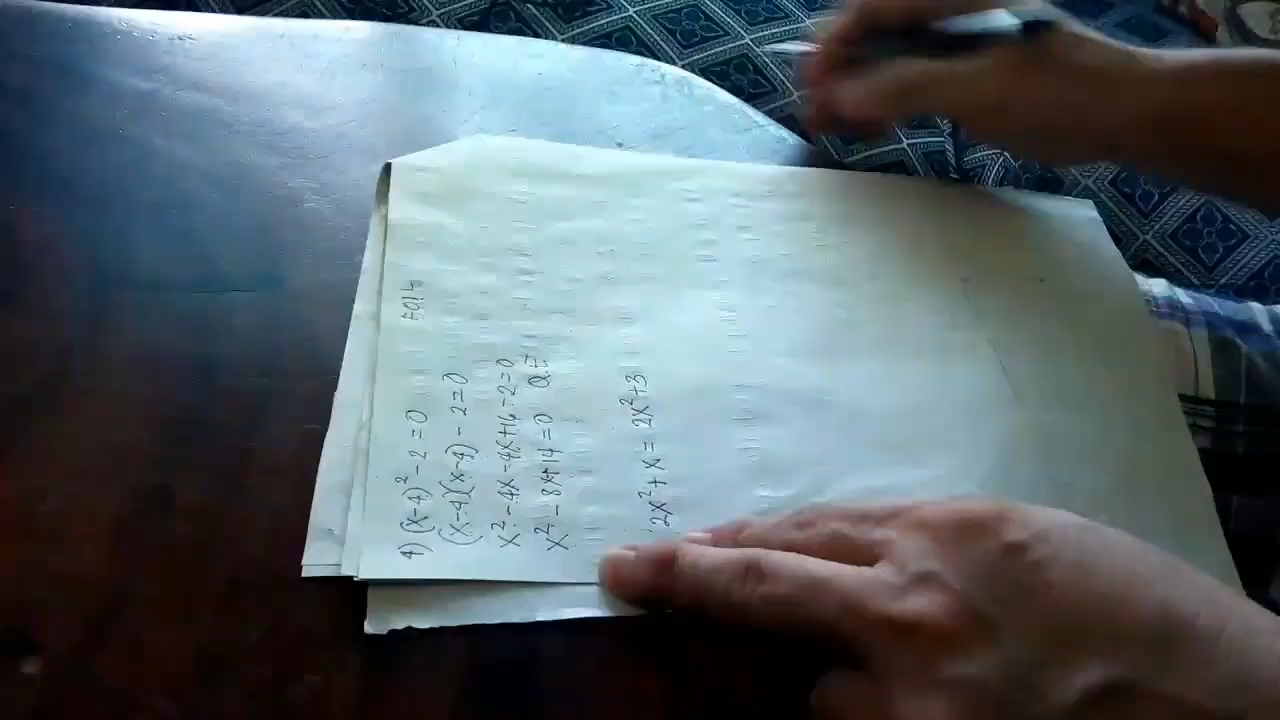 4) (x-4)² - 2 = 0
(x-4)(x-4) - 2 = 0
x² - 4x - 4x + 16 - 2 = 0
x² - 8x + 14 = 0 Q.E
2x² + x = 2x² + 3